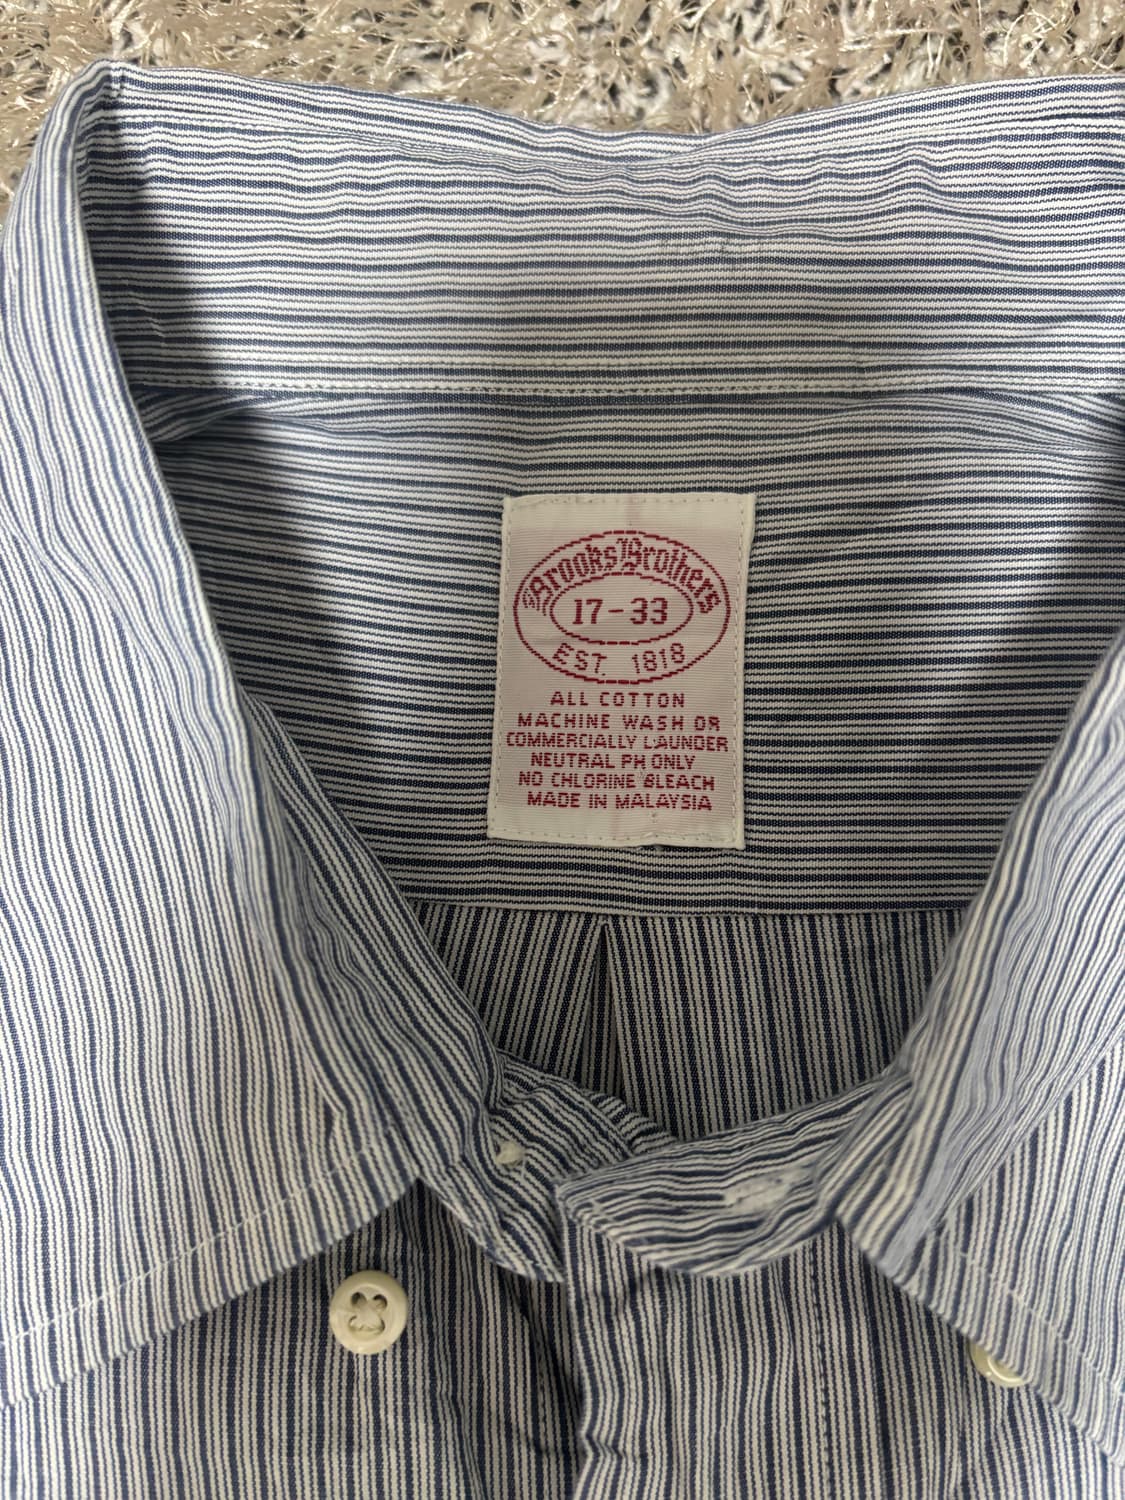 Brooks Brothers
17-33
EST. 1818
ALL COTTON
MACHINE WASH OR
COMMERCIALLY LAUNDER
NEUTRAL PH ONLY
NO CHLORINE BLEACH
MADE IN MALAYSIA